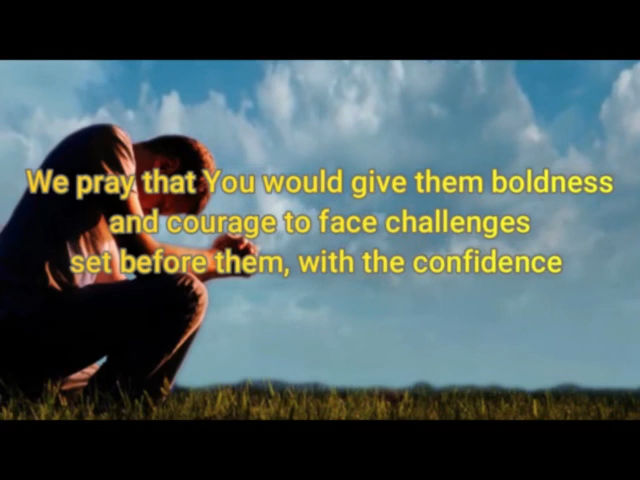 We pray that You would give them boldness
and courage to face challenges
set before them, with the confidence